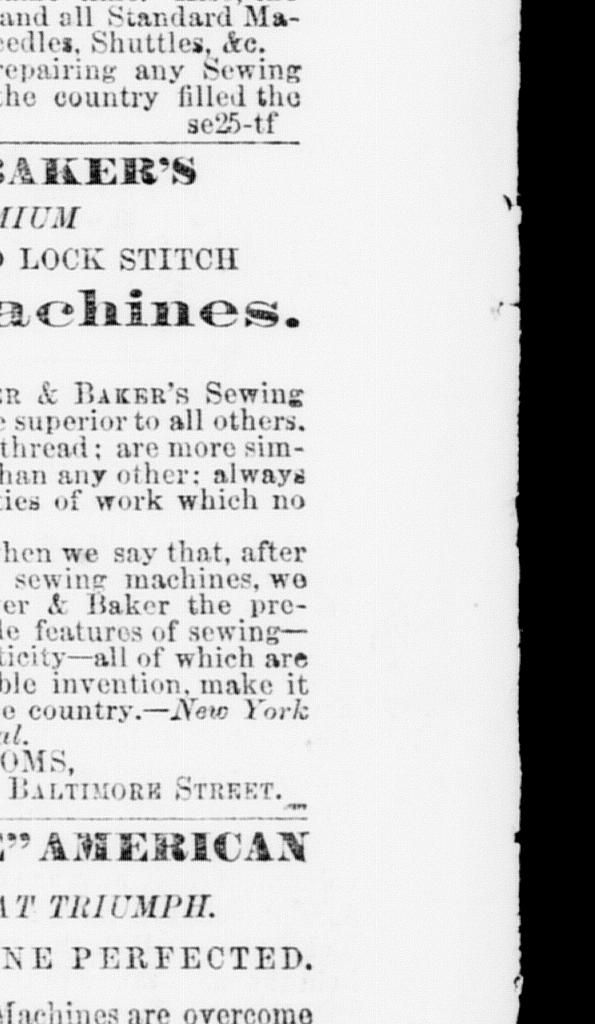 and all Standard Ma-
eedles, Shuttles, &c.
repairing any Sewing
the country filled the
se25-tf
BAKER'S
MIUM
LOCK STITCH
achines.
ER & BAKER'S Sewing
e superior to all others.
thread; are more sim-
han any other; always
ties of work which no
hen we say that, after
sewing machines, we
er & Baker the pre-
le features of sewing—
ticity—all of which are
ble invention, make it
e country.—New York
al.
OMS,
BALTIMORE STREET.
E" AMERICAN
AT TRIUMPH.
NE PERFECTED.
Machines are overcome